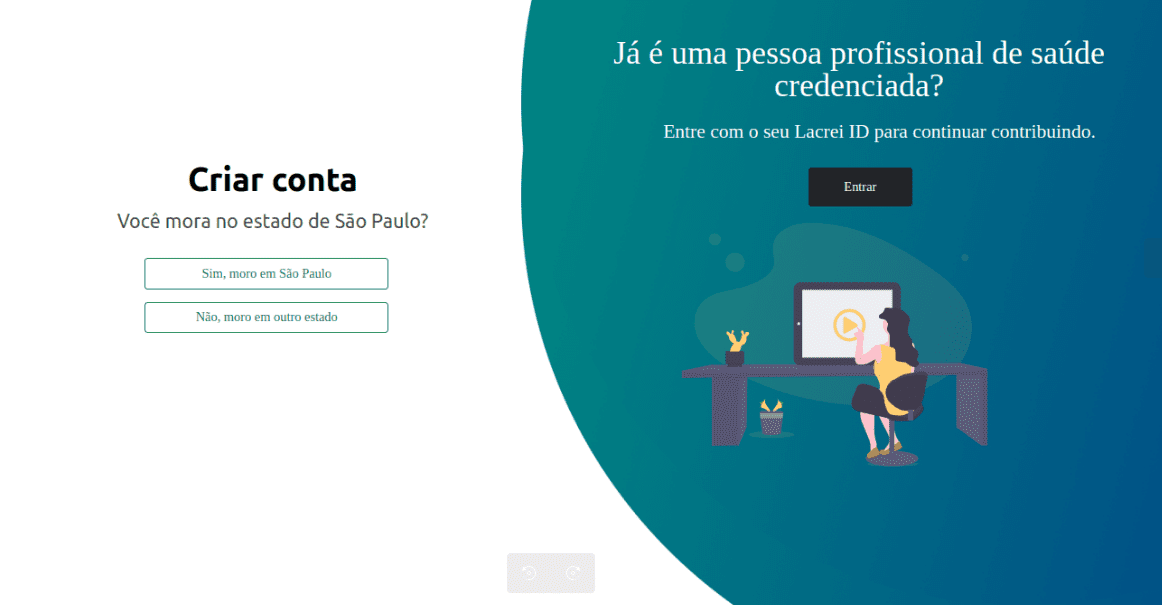 Criar conta
Você mora no estado de São Paulo?
Sim, moro em São Paulo
Não, moro em outro estado
Já é uma pessoa profissional de saúde
credenciada?
Entre com o seu Lacrei ID para continuar contribuindo.
Entrar